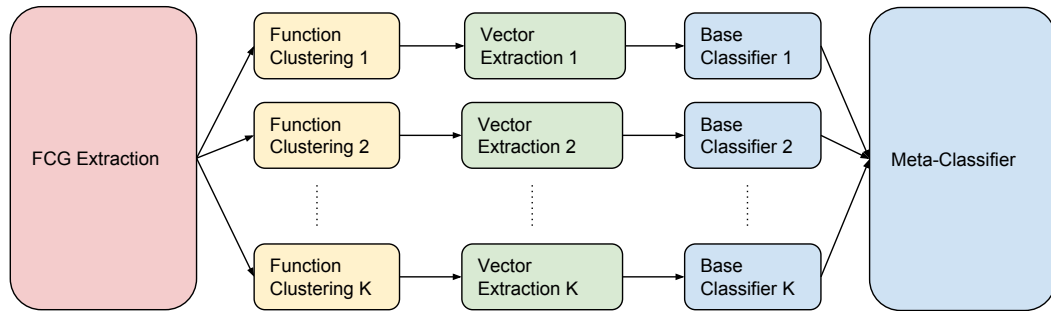 FCG Extraction
Function
Clustering 1
Vector
Extraction 1
Base
Classifier 1
Function
Clustering 2
Vector
Extraction 2
Base
Classifier 2
Function
Clustering K
Vector
Extraction K
Base
Classifier K
Meta-Classifier